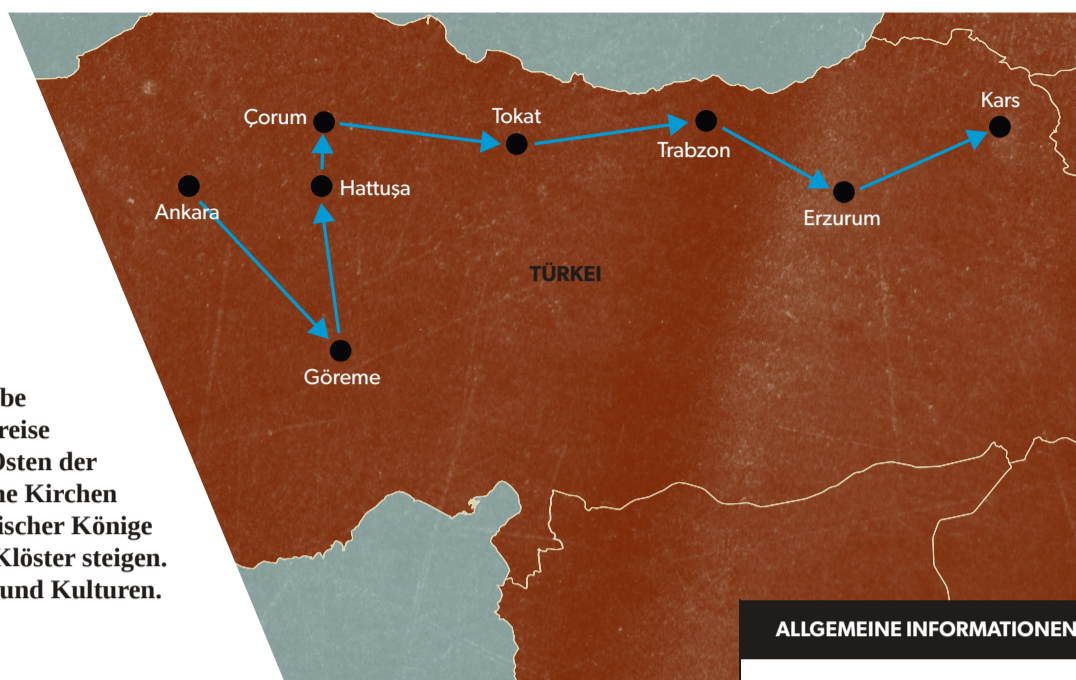 Kars
Tokat
Çorum
Trabzon
Hattuşa
Ankara
Erzurum
TÜRKEI
Göreme
be
reise
Osten der
ne Kirchen
ischer Könige
Klöster steigen.
und Kulturen.
ALLGEMEINE INFORMATIONEN